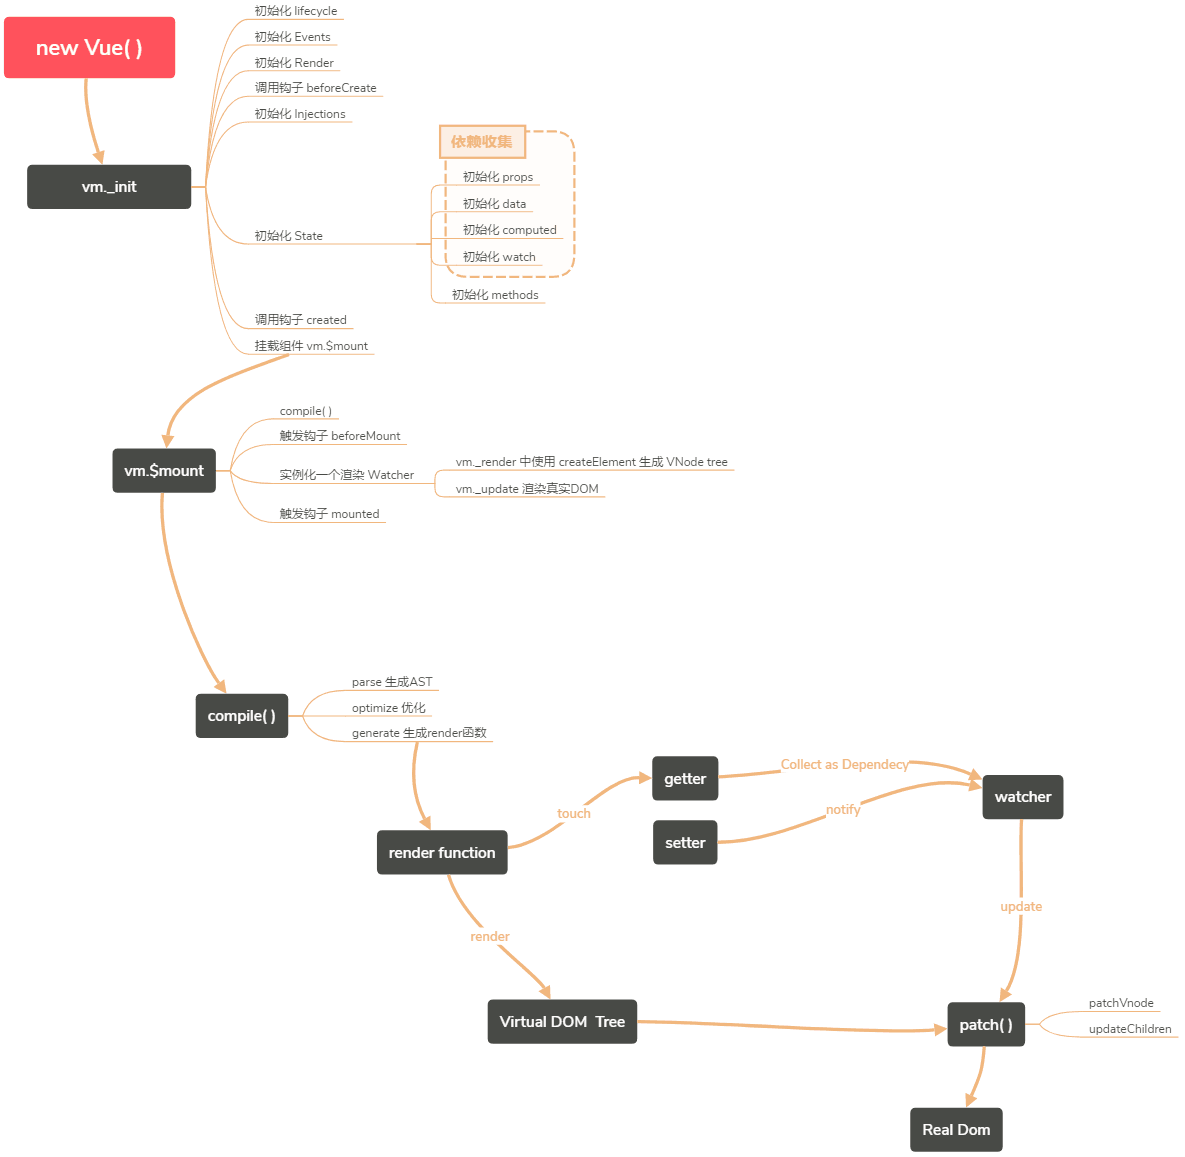 new Vue( )
vm._init
初始化 lifecycle
初始化 Events
初始化 Render
调用钩子 beforeCreate
初始化 Injections
初始化 State
依赖收集
初始化 props
初始化 data
初始化 computed
初始化 watch
初始化 methods
调用钩子 created
挂载组件 vm.$mount
vm.$mount
compile( )
触发钩子 beforeMount
实例化一个渲染 Watcher
vm._render 中使用 createElement 生成 VNode tree
vm._update 渲染真实DOM
触发钩子 mounted
compile( )
parse 生成AST
optimize 优化
generate 生成render函数
render function
touch
getter
setter
Collect as Dependecy
notify
watcher
render
update
Virtual DOM Tree
patch( )
patchVnode
updateChildren
Real Dom